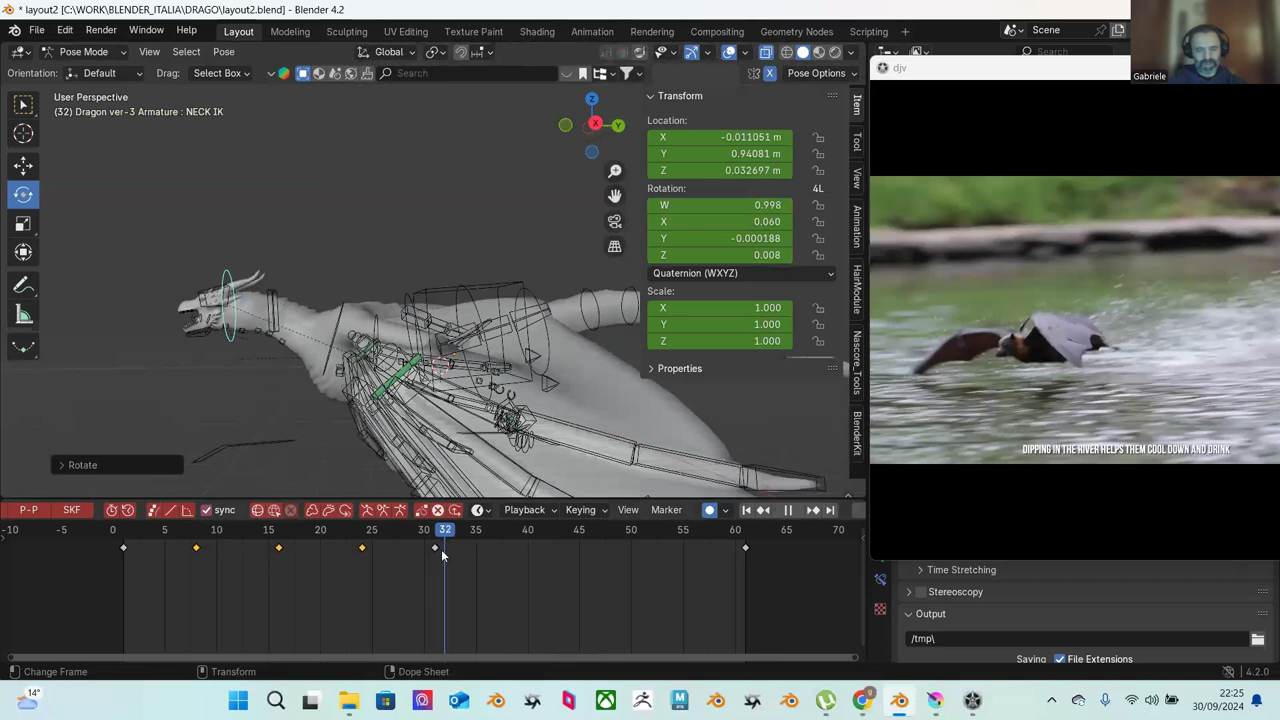 * layout2 [C:\WORK\BLENDER_ITALIA\DRAGO\layout2.blend] - Blender 4.2
File Edit Render Window Help Layout Modeling Sculpting UV Editing Texture Paint Shading Animation Rendering Compositing Geometry Nodes Scripting + Scene
Gabriele
Pose Mode View Select Pose Global Search
Orientation: Default Drag: Select Box Search X Pose Options
djv
User Perspective
(32) Dragon ver-3 Armature : NECK IK
Z
Y
X
Transform
Location:
X -0.011051 m
Y 0.94081 m
Z 0.032697 m
Rotation: 4L
W 0.998
X 0.060
Y -0.000188
Z 0.008
Quaternion (WXYZ)
Scale:
X 1.000
Y 1.000
Z 1.000
Properties
Item
Tool
View
Animation
HairModule
Nascore_Tools
BlenderKit
DIPPING IN THE RIVER HELPS THEM COOL DOWN AND DRINK
Rotate
P-P SKF sync Playback Keying View Marker
-10 0 5 10 15 20 25 30 32 35 40 45 50 55 60 65 70
Time Stretching
Stereoscopy
Output
/tmp\
Saving File Extensions
Change Frame Transform Dope Sheet 4.2.0
14° 9 22:25
30/09/2024